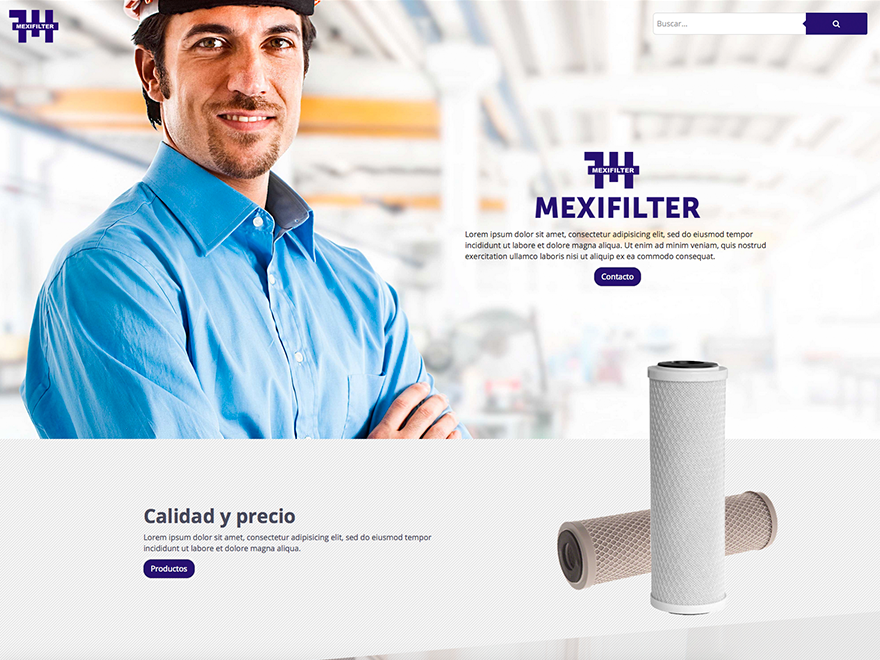 MEXIFILTER
Buscar...
MEXIFILTER
MEXIFILTER
Lorem ipsum dolor sit amet, consectetur adipisicing elit, sed do eiusmod tempor
incididunt ut labore et dolore magna aliqua. Ut enim ad minim veniam, quis nostrud
exercitation ullamco laboris nisi ut aliquip ex ea commodo consequat.
Contacto
Calidad y precio
Lorem ipsum dolor sit amet, consectetur adipisicing elit, sed do eiusmod tempor
incididunt ut labore et dolore magna aliqua.
Productos